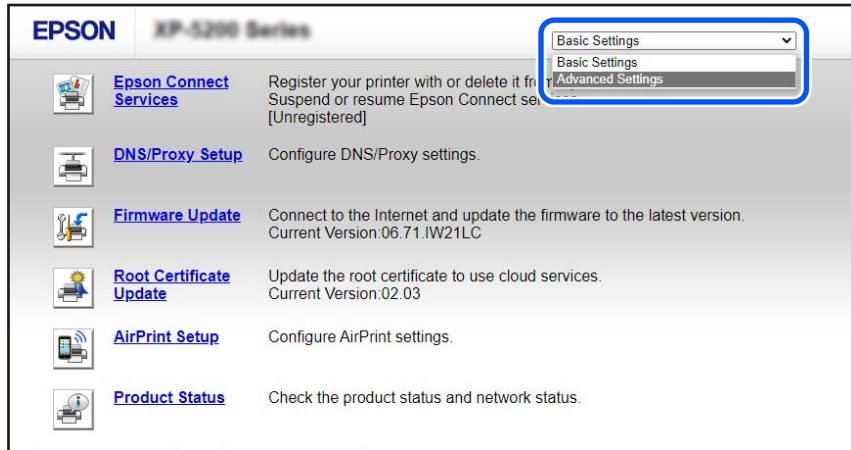 EPSON XP-5200 Series
Basic Settings
Basic Settings
Advanced Settings
Epson Connect
Services
Register your printer with or delete it
Suspend or resume Epson Connect
[Unregistered]
DNS/Proxy Setup
Configure DNS/Proxy settings.
Firmware Update
Connect to the Internet and update the firmware to the latest version.
Current Version:06.71.IW21LC
Root Certificate
Update
Update the root certificate to use cloud services.
Current Version:02.03
AirPrint Setup
Configure AirPrint settings.
Product Status
Check the product status and network status.